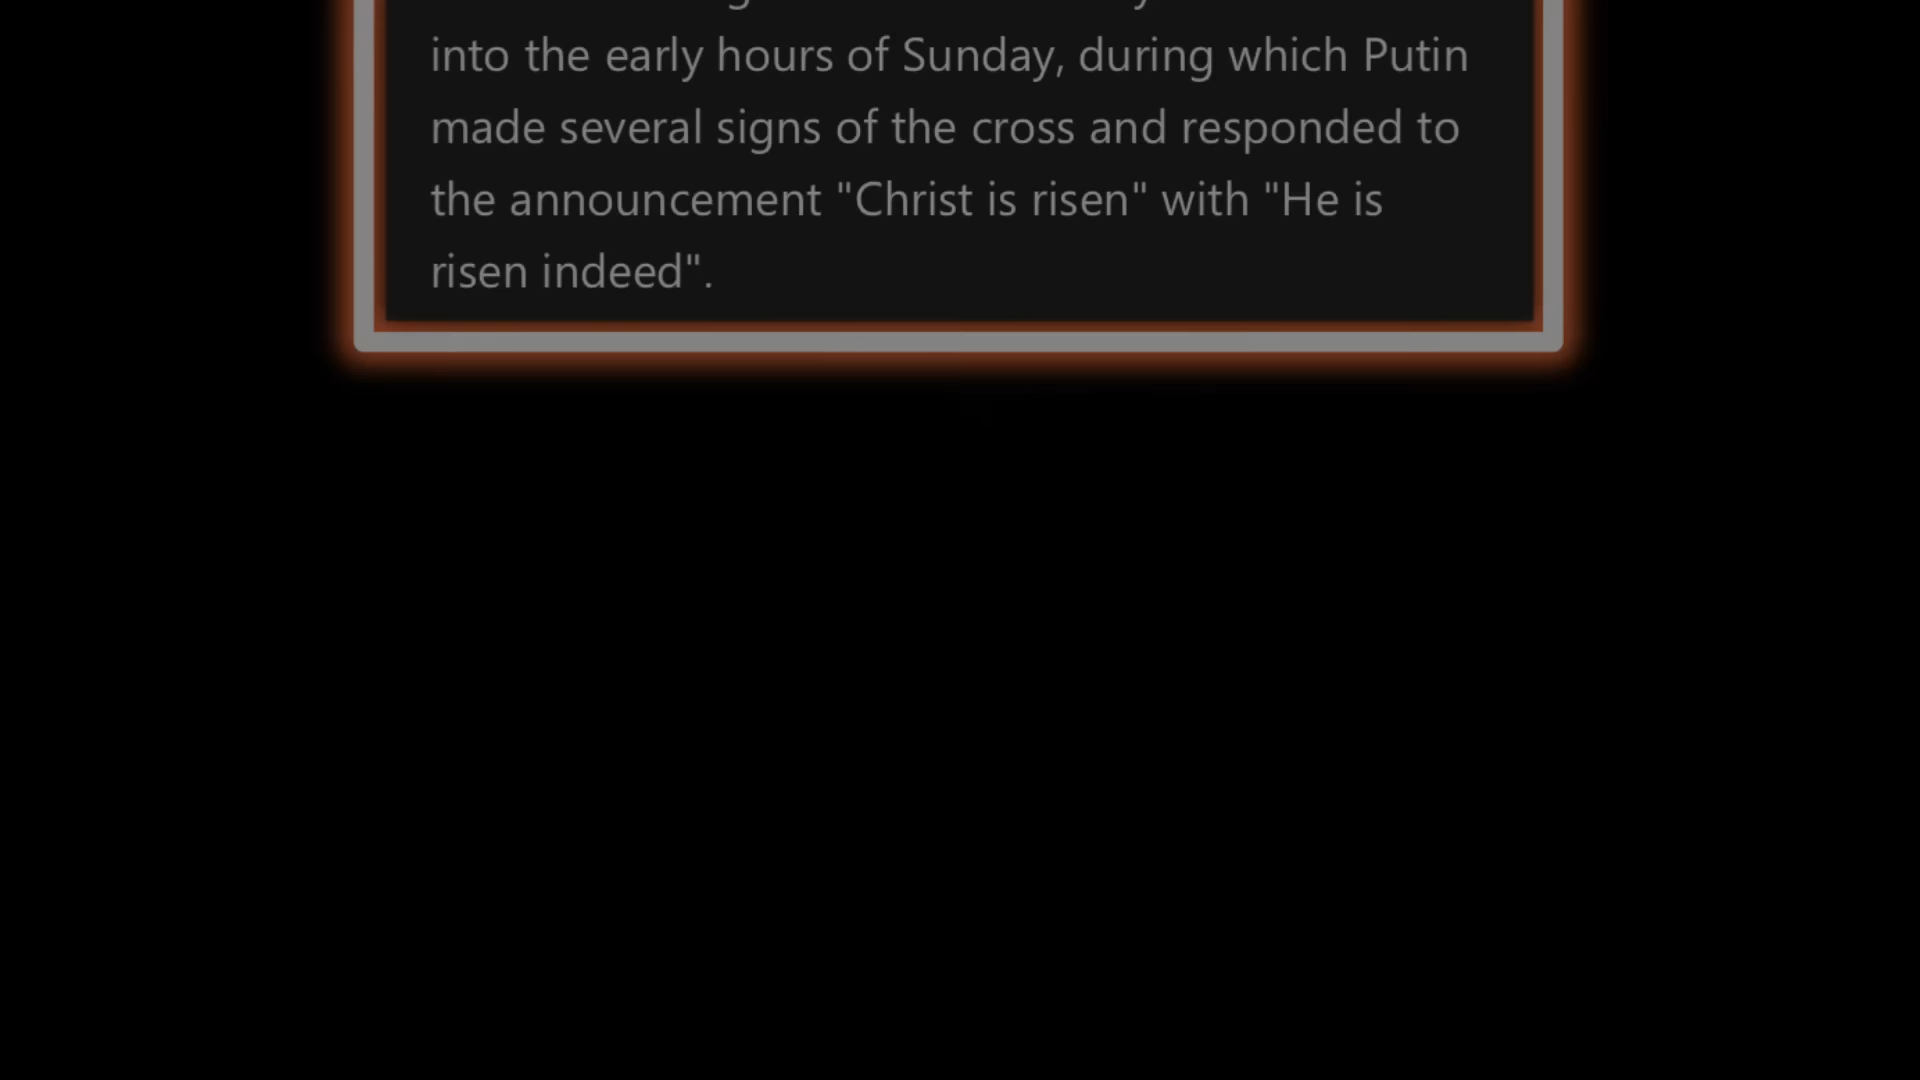 into the early hours of Sunday, during which Putin
made several signs of the cross and responded to
the announcement "Christ is risen" with "He is
risen indeed".